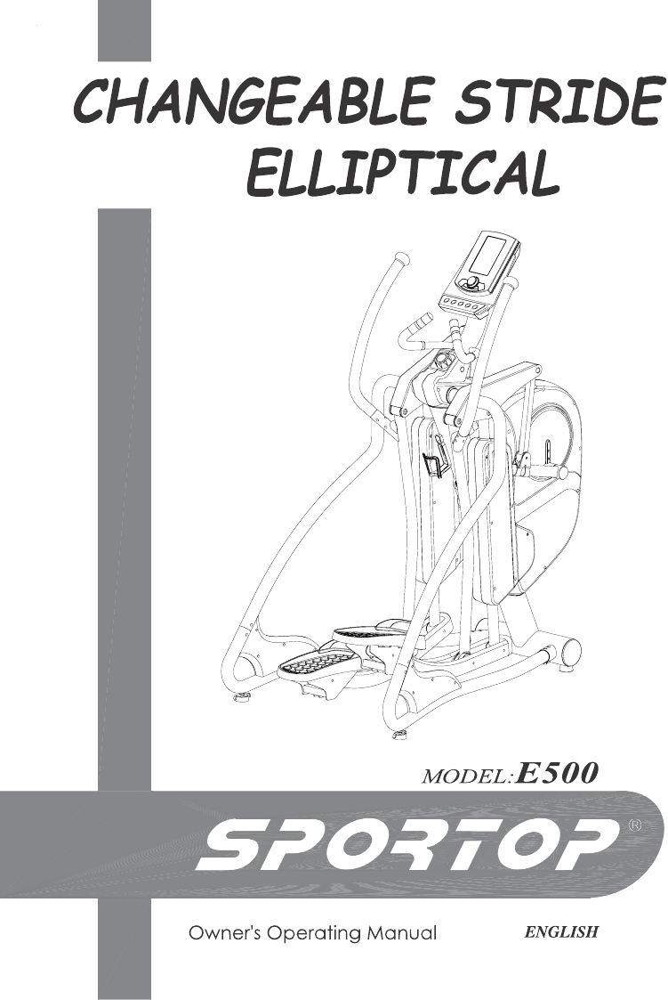 CHANGEABLE STRIDE
ELLIPTICAL
MODEL:E500
SPORTOP ®
Owner's Operating Manual ENGLISH